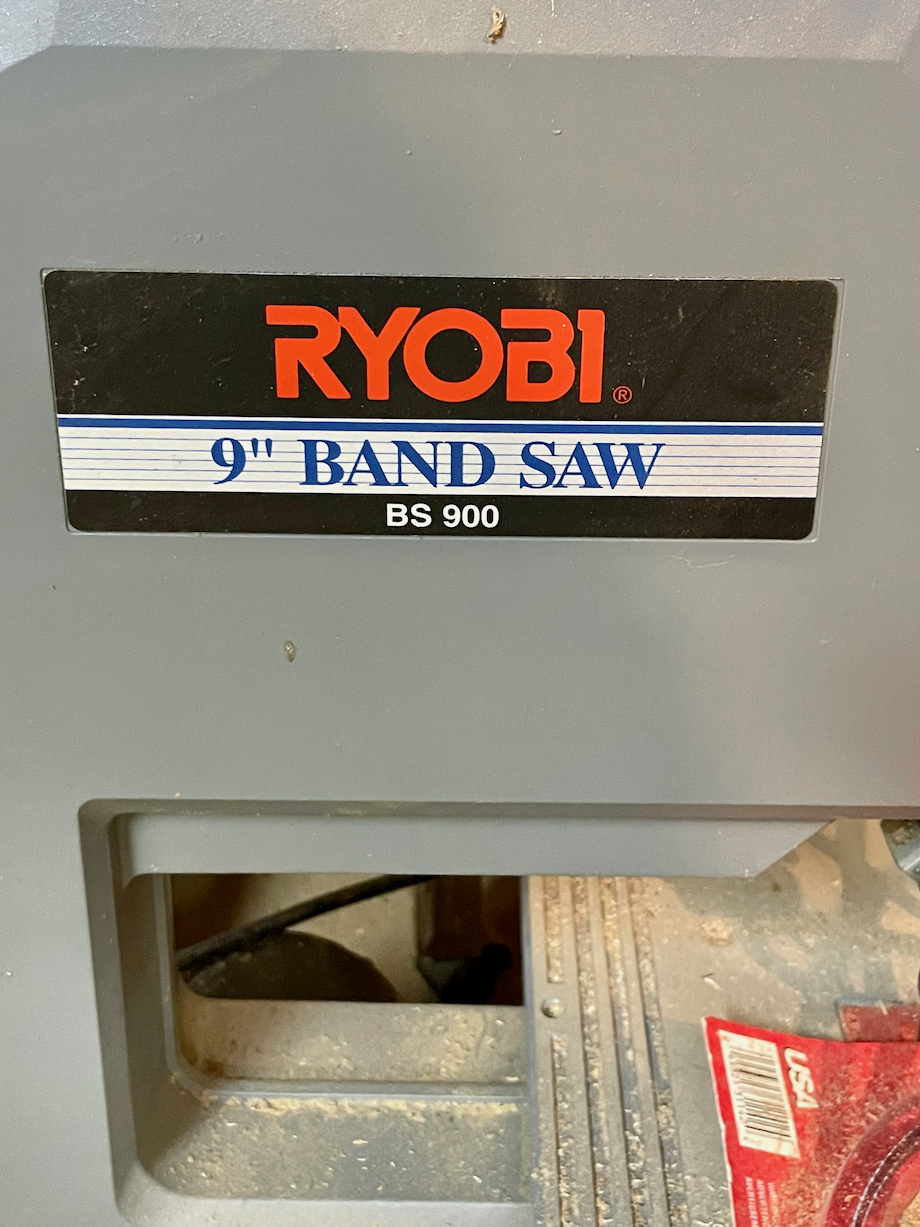 RYOBI®
9" BAND SAW
BS 900
USA